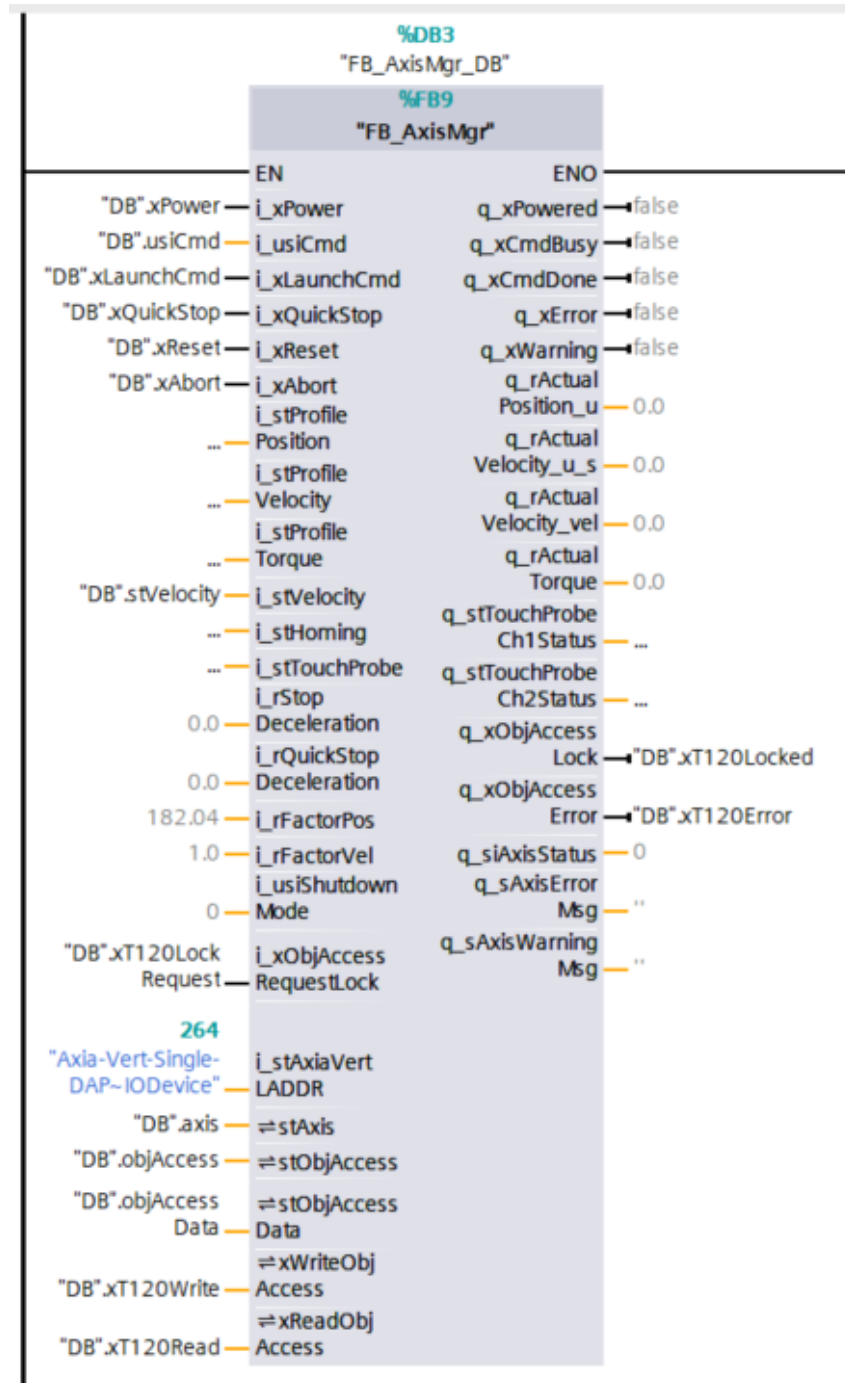 %DB3
"FB_AxisMgr_DB"
%FB9
"FB_AxisMgr"
EN ENO
"DB".xPower i_xPower q_xPowered false
"DB".usiCmd i_usiCmd q_xCmdBusy false
"DB".xLaunchCmd i_xLaunchCmd q_xCmdDone false
"DB".xQuickStop i_xQuickStop q_xError false
"DB".xReset i_xReset q_xWarning false
"DB".xAbort i_xAbort q_rActual
i_stProfile Position_u 0.0
... Position q_rActual
i_stProfile Velocity_u_s 0.0
... Velocity q_rActual
i_stProfile Velocity_vel 0.0
... Torque q_rActual
"DB".stVelocity i_stVelocity Torque 0.0
... i_stHoming q_stTouchProbe
Ch1Status ...
... i_stTouchProbe q_stTouchProbe
i_rStop Ch2Status ...
0.0 Deceleration q_xObjAccess
i_rQuickStop Lock "DB".xT120Locked
0.0 Deceleration q_xObjAccess
182.04 i_rFactorPos Error "DB".xT120Error
1.0 i_rFactorVel q_siAxisStatus 0
i_usiShutdown q_sAxisError
0 Mode Msg ''
"DB".xT120Lock i_xObjAccess q_sAxisWarning
Request RequestLock Msg ''
264
"Axia-Vert-Single- i_stAxiaVert
DAP~IODevice" LADDR
"DB".axis ⇌stAxis
"DB".objAccess ⇌stObjAccess
"DB".objAccess ⇌stObjAccess
Data Data
⇌xWriteObj
"DB".xT120Write Access
⇌xReadObj
"DB".xT120Read Access